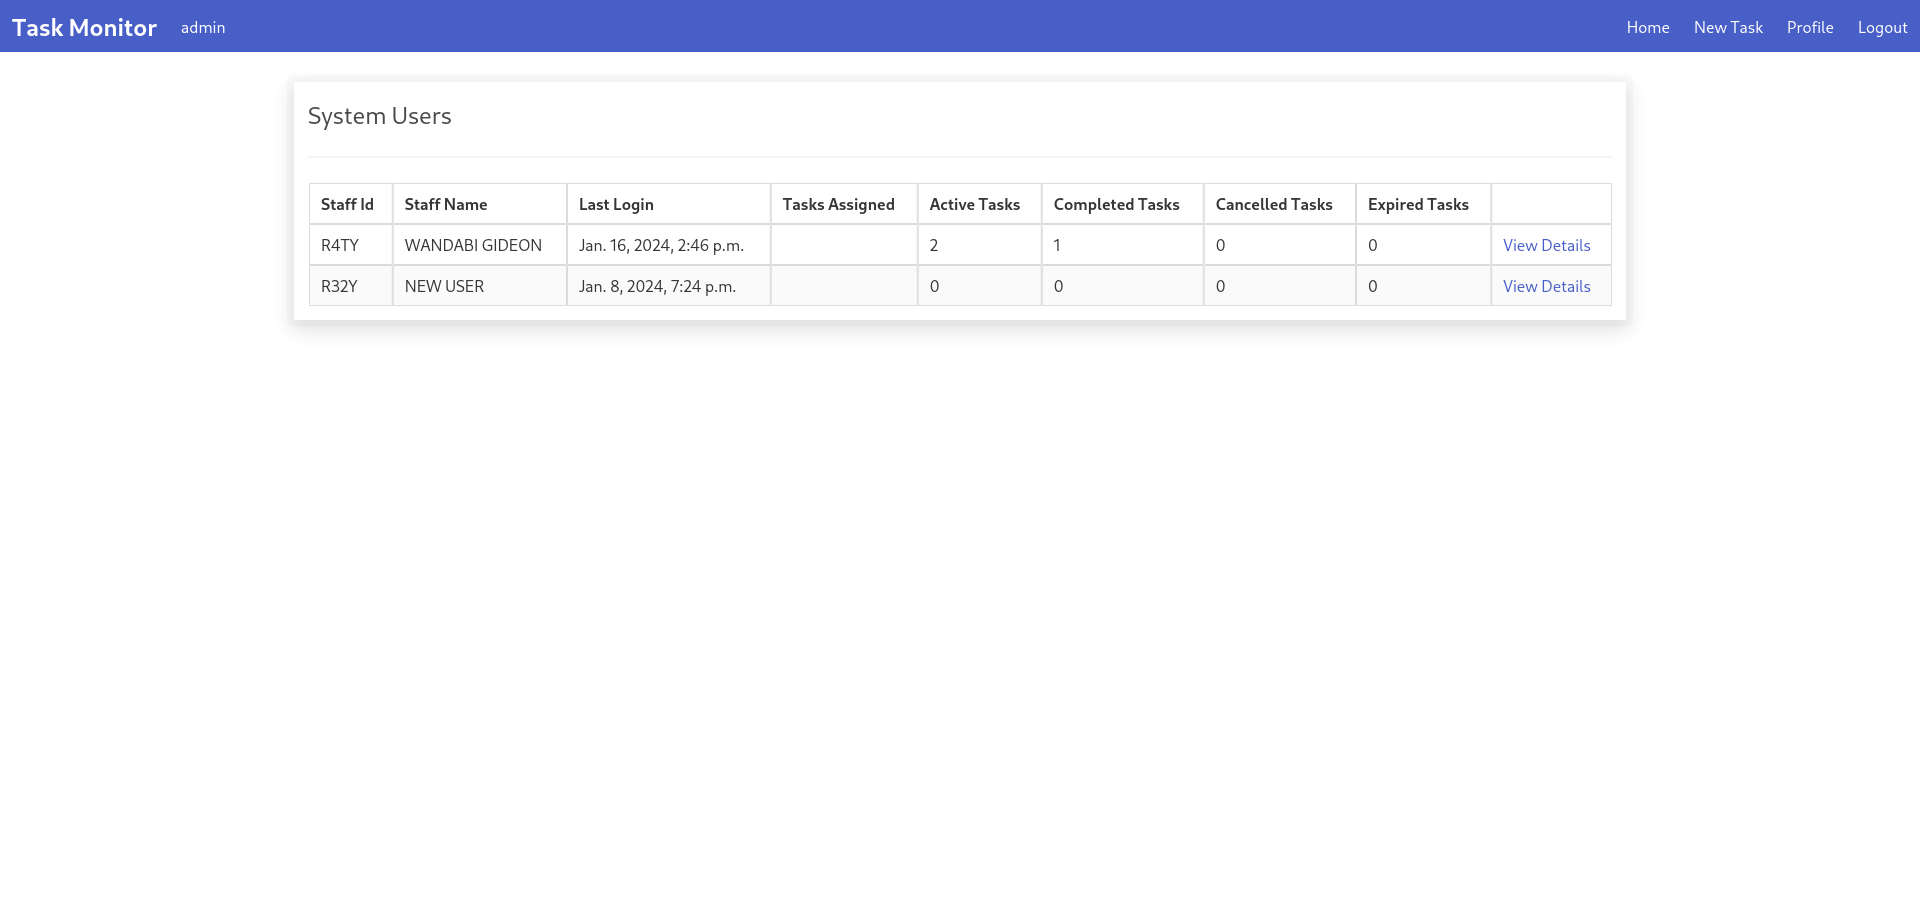 Task Monitor admin Home New Task Profile Logout
System Users
Staff Id Staff Name Last Login Tasks Assigned Active Tasks Completed Tasks Cancelled Tasks Expired Tasks
R4TY WANDABI GIDEON Jan. 16, 2024, 2:46 p.m. 2 1 0 0 View Details
R32Y NEW USER Jan. 8, 2024, 7:24 p.m. 0 0 0 0 View Details